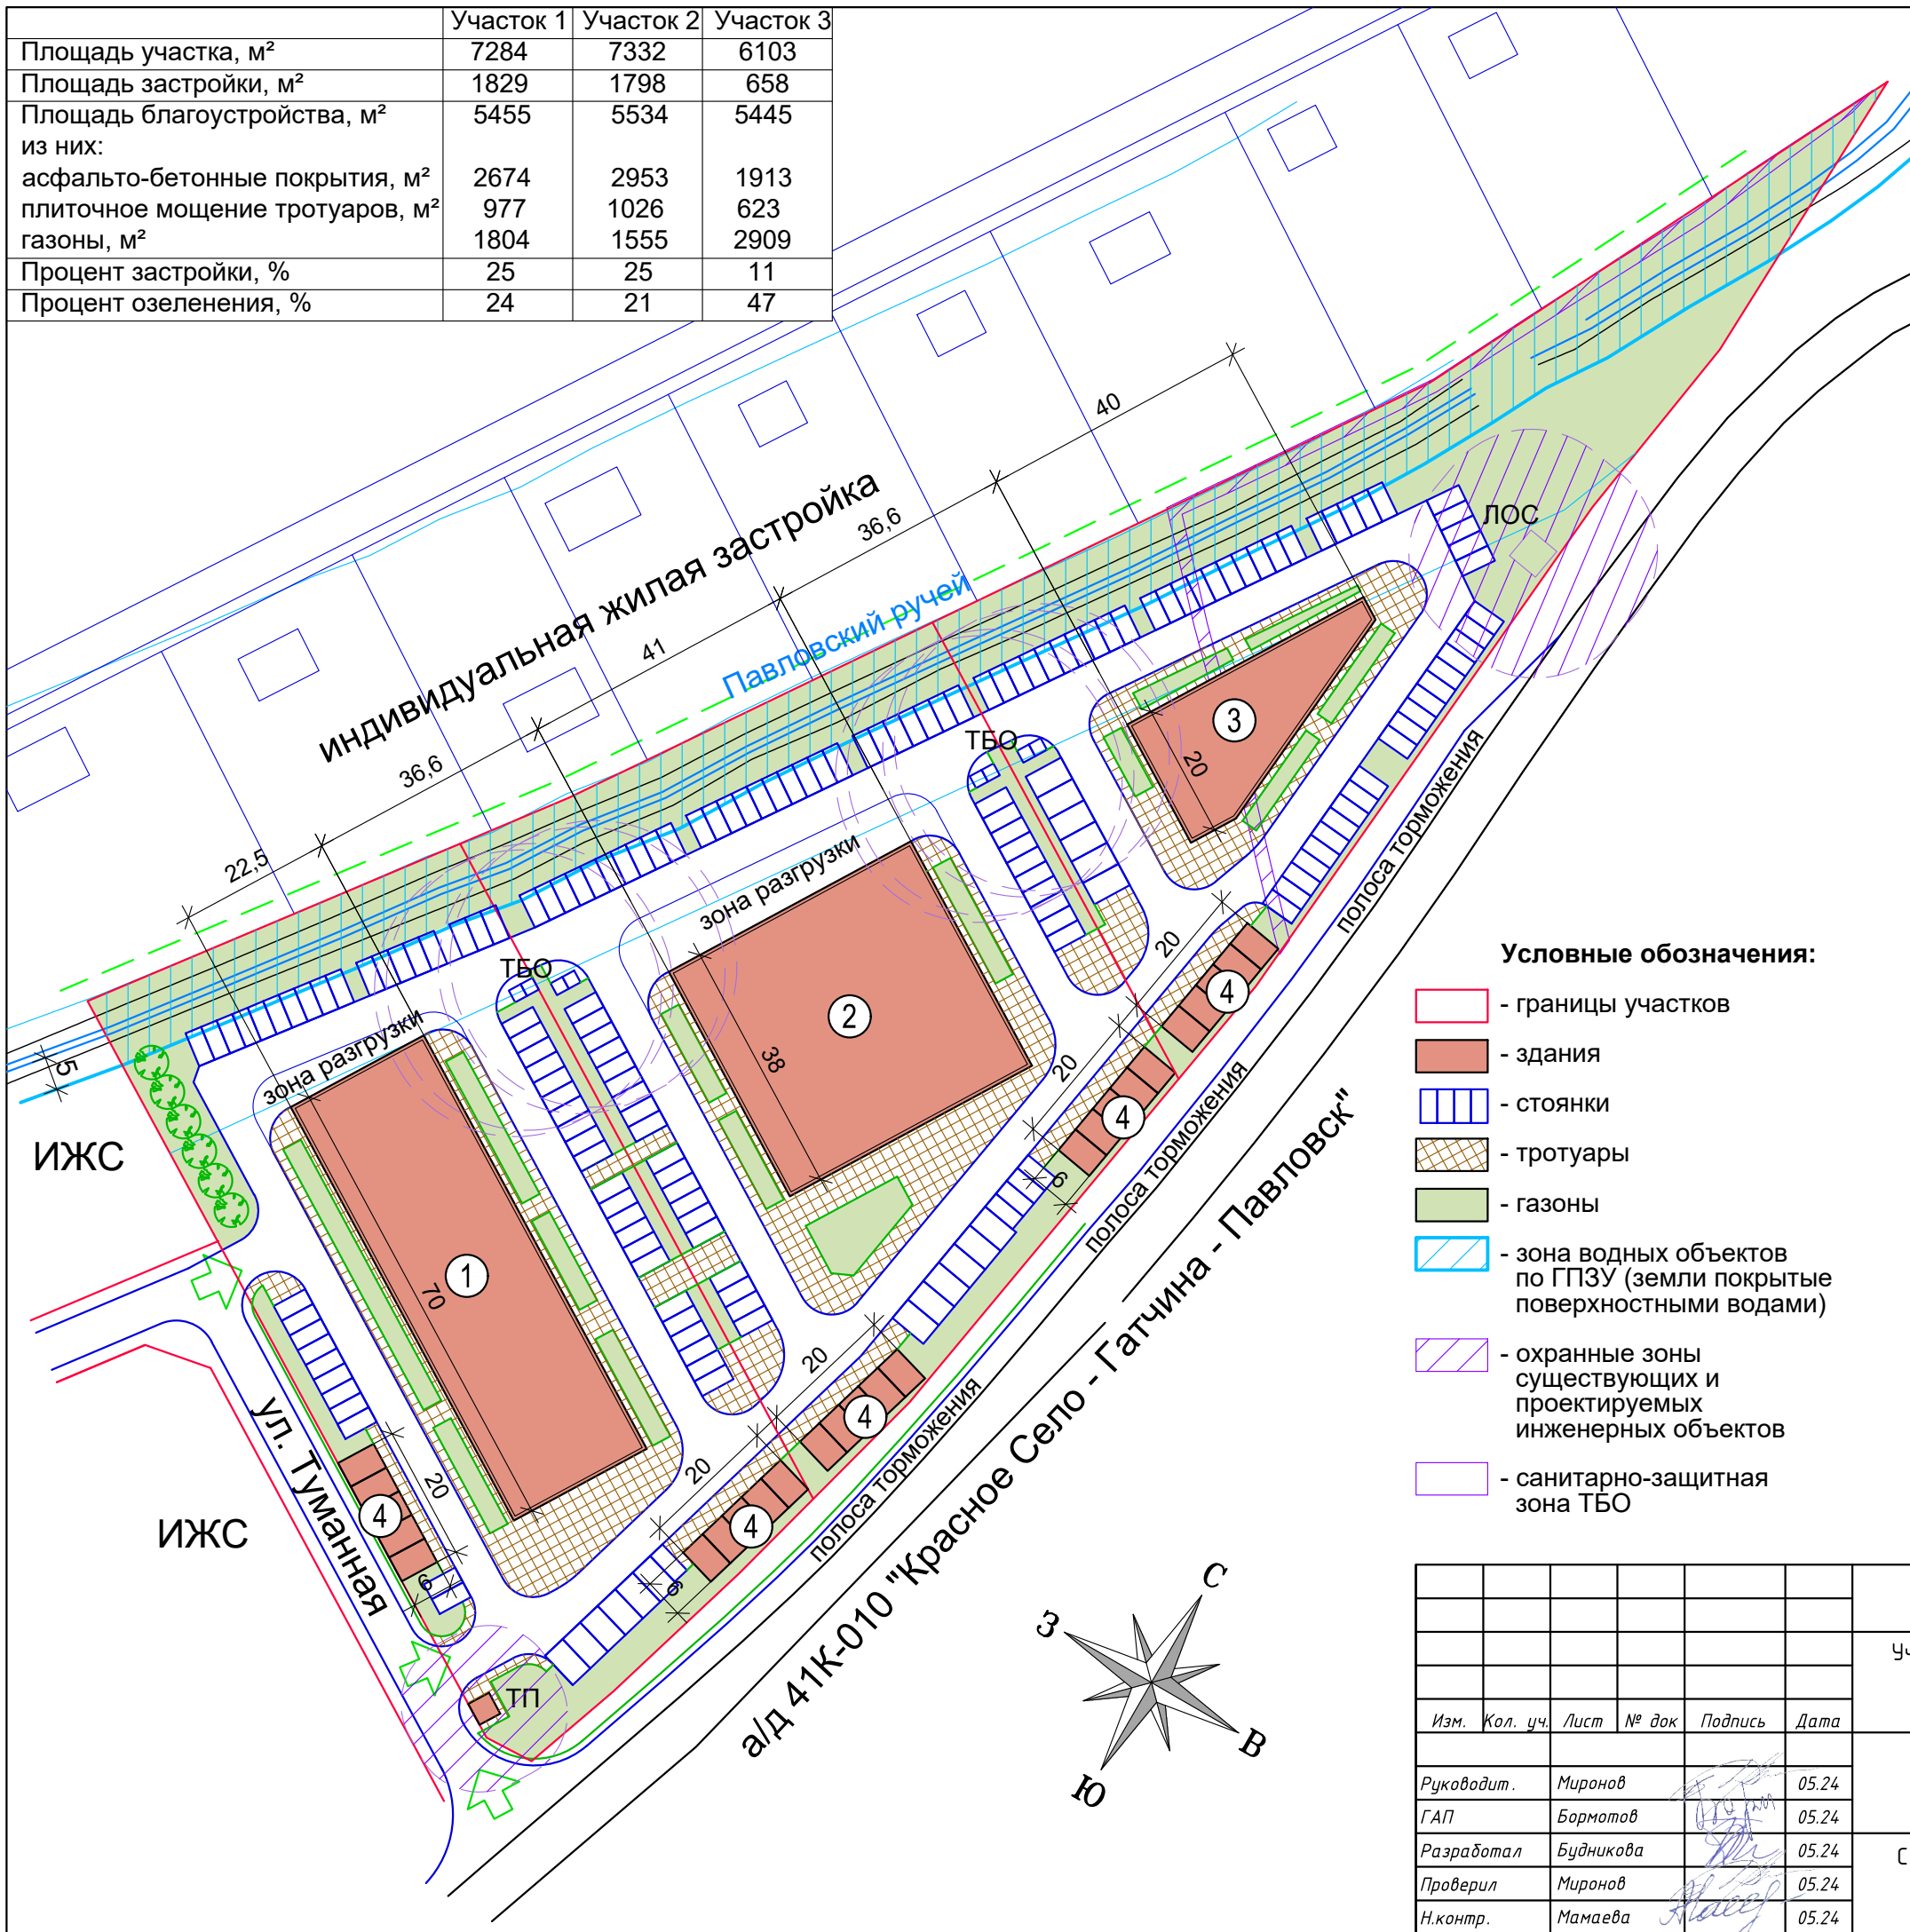 Участок 1 Участок 2 Участок 3
Площадь участка, м² 7284 7332 6103
Площадь застройки, м² 1829 1798 658
Площадь благоустройства, м² 5455 5534 5445
из них:
асфальто-бетонные покрытия, м² 2674 2953 1913
плиточное мощение тротуаров, м² 977 1026 623
газоны, м² 1804 1555 2909
Процент застройки, % 25 25 11
Процент озеленения, % 24 21 47
40
36,6
41
36,6
22,5
индивидуальная жилая застройка
Павловский ручей
ЛОС
ТБО
3
20
зона разгрузки
2
38
ТБО
зона разгрузки
5
ИЖС
1
70
4
20
4
20
6
полоса торможения
полоса торможения
полоса торможения
4
20
4
20
6
4
20
6
ул. Туманная
ИЖС
ТП
а/д 41К-010 "Красное Село - Гатчина - Павловск"
С
З
В
Ю
Условные обозначения:
- границы участков
- здания
- стоянки
- тротуары
- газоны
- зона водных объектов
по ГПЗУ (земли покрытые
поверхностными водами)
- охранные зоны
существующих и
проектируемых
инженерных объектов
- санитарно-защитная
зона ТБО
Уч
Изм. Кол. уч. Лист № док Подпись Дата
Руководит. Миронов 05.24
ГАП Бормотов 05.24
Разработал Будникова 05.24
С
Проверил Миронов 05.24
Н.контр. Мамаева 05.24